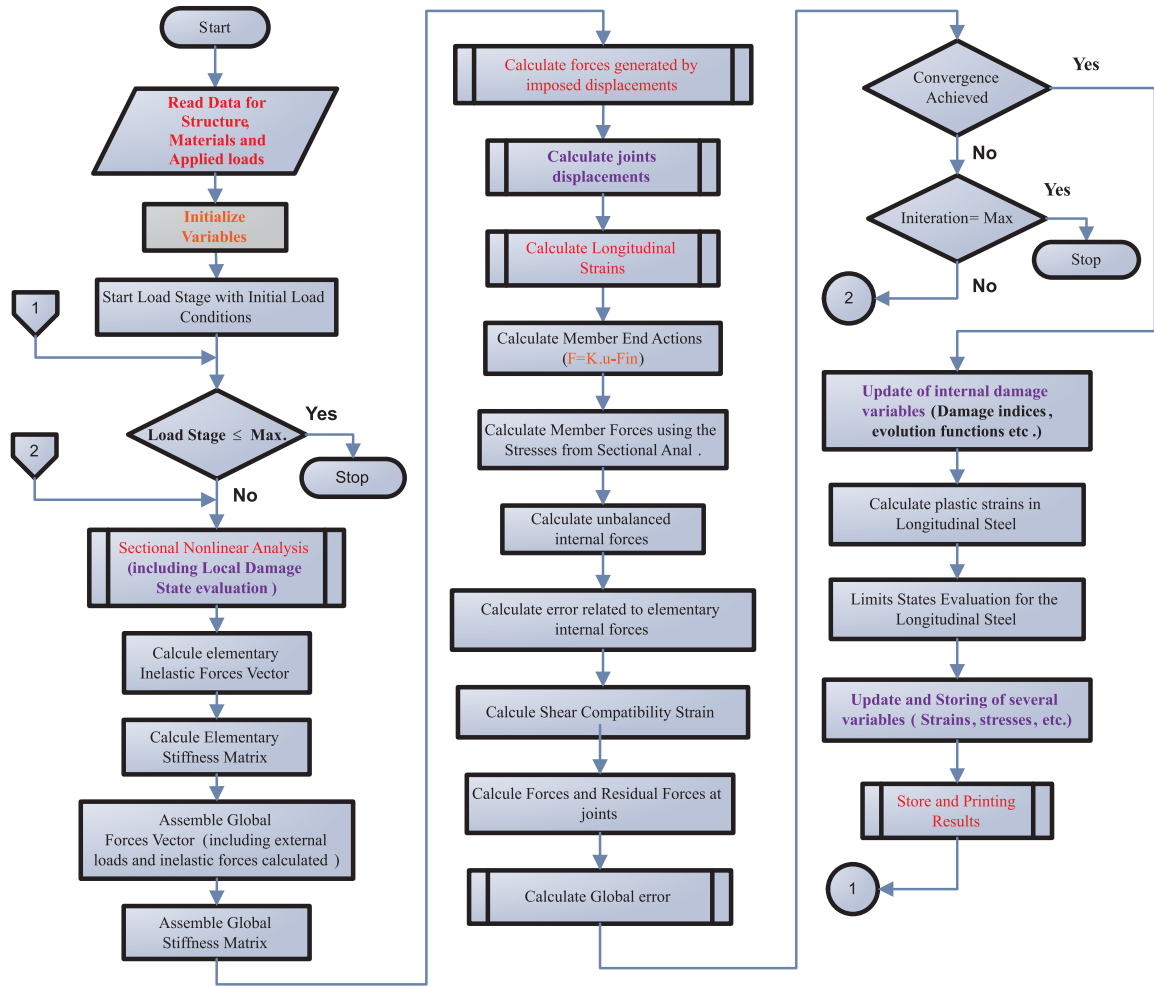 Start
Read Data for
Structure,
Materials and
Applied loads
Initialize
Variables
Start Load Stage with Initial Load
Conditions
1
Load Stage ≤ Max.
Yes
Stop
2
No
Sectional Nonlinear Analysis
(including Local Damage
State evaluation )
Calcule elementary
Inelastic Forces Vector
Calcule Elementary
Stiffness Matrix
Assemble Global
Forces Vector (including external
loads and inelastic forces calculated )
Assemble Global
Stiffness Matrix
Calculate forces generated by
imposed displacements
Calculate joints
displacements
Calculate Longitudinal
Strains
Calculate Member End Actions
(F=K.u-Fin)
Calculate Member Forces using the
Stresses from Sectional Anal .
Calculate unbalanced
internal forces
Calculate error related to elementary
internal forces
Calcule Shear Compatibility Strain
Calcule Forces and Residual Forces at
joints
Calculate Global error
Convergence
Achieved
Yes
No
Initeration= Max
Yes
Stop
No
2
Update of internal damage
variables (Damage indices ,
evolution functions etc .)
Calculate plastic strains in
Longitudinal Steel
Limits States Evaluation for the
Longitudinal Steel
Update and Storing of several
variables ( Strains , stresses , etc.)
Store and Printing
Results
1